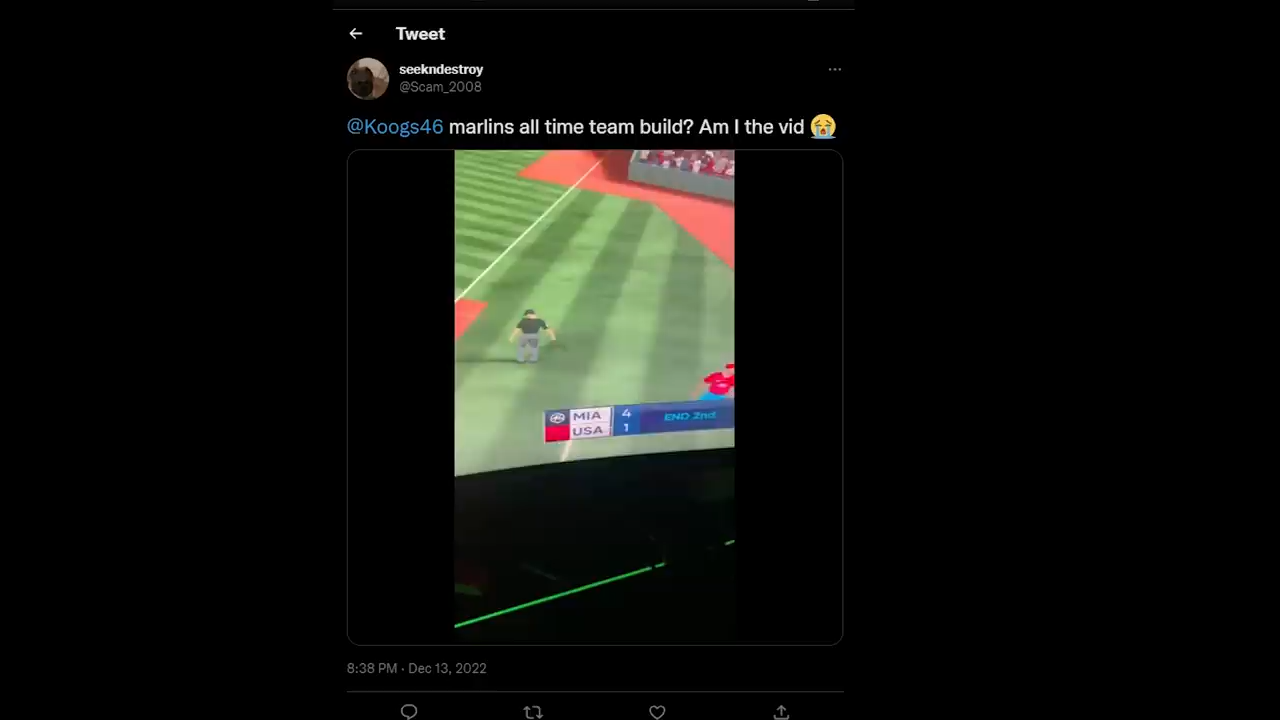 Tweet
seekndestroy
@Scam_2008
@Koogs46 marlins all time team build? Am I the vid 😭
MIA 4 END 2nd
USA 1
8:38 PM · Dec 13, 2022